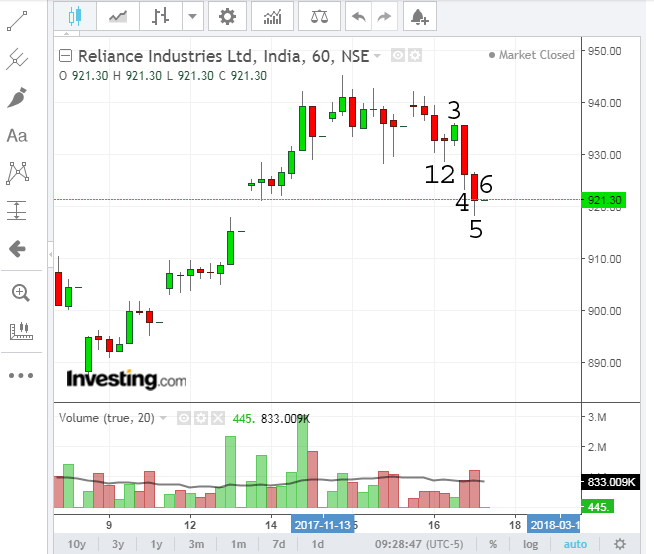 Reliance Industries Ltd, India, 60, NSE
Market Closed
O 921.30 H 921.30 L 921.30 C 921.30
Aa
950.00
940.00
930.00
921.30
920.00
910.00
900.00
890.00
3
12
6
4
5
Investing.com
Volume (true, 20)
445.
833.009K
3 M
2 M
833.009K
445.
9
12
14
2017-11-13
16
18
2018-03-1
10y
3y
1y
3m
1m
7d
1d
09:28:47 (UTC-5)
%
log
auto